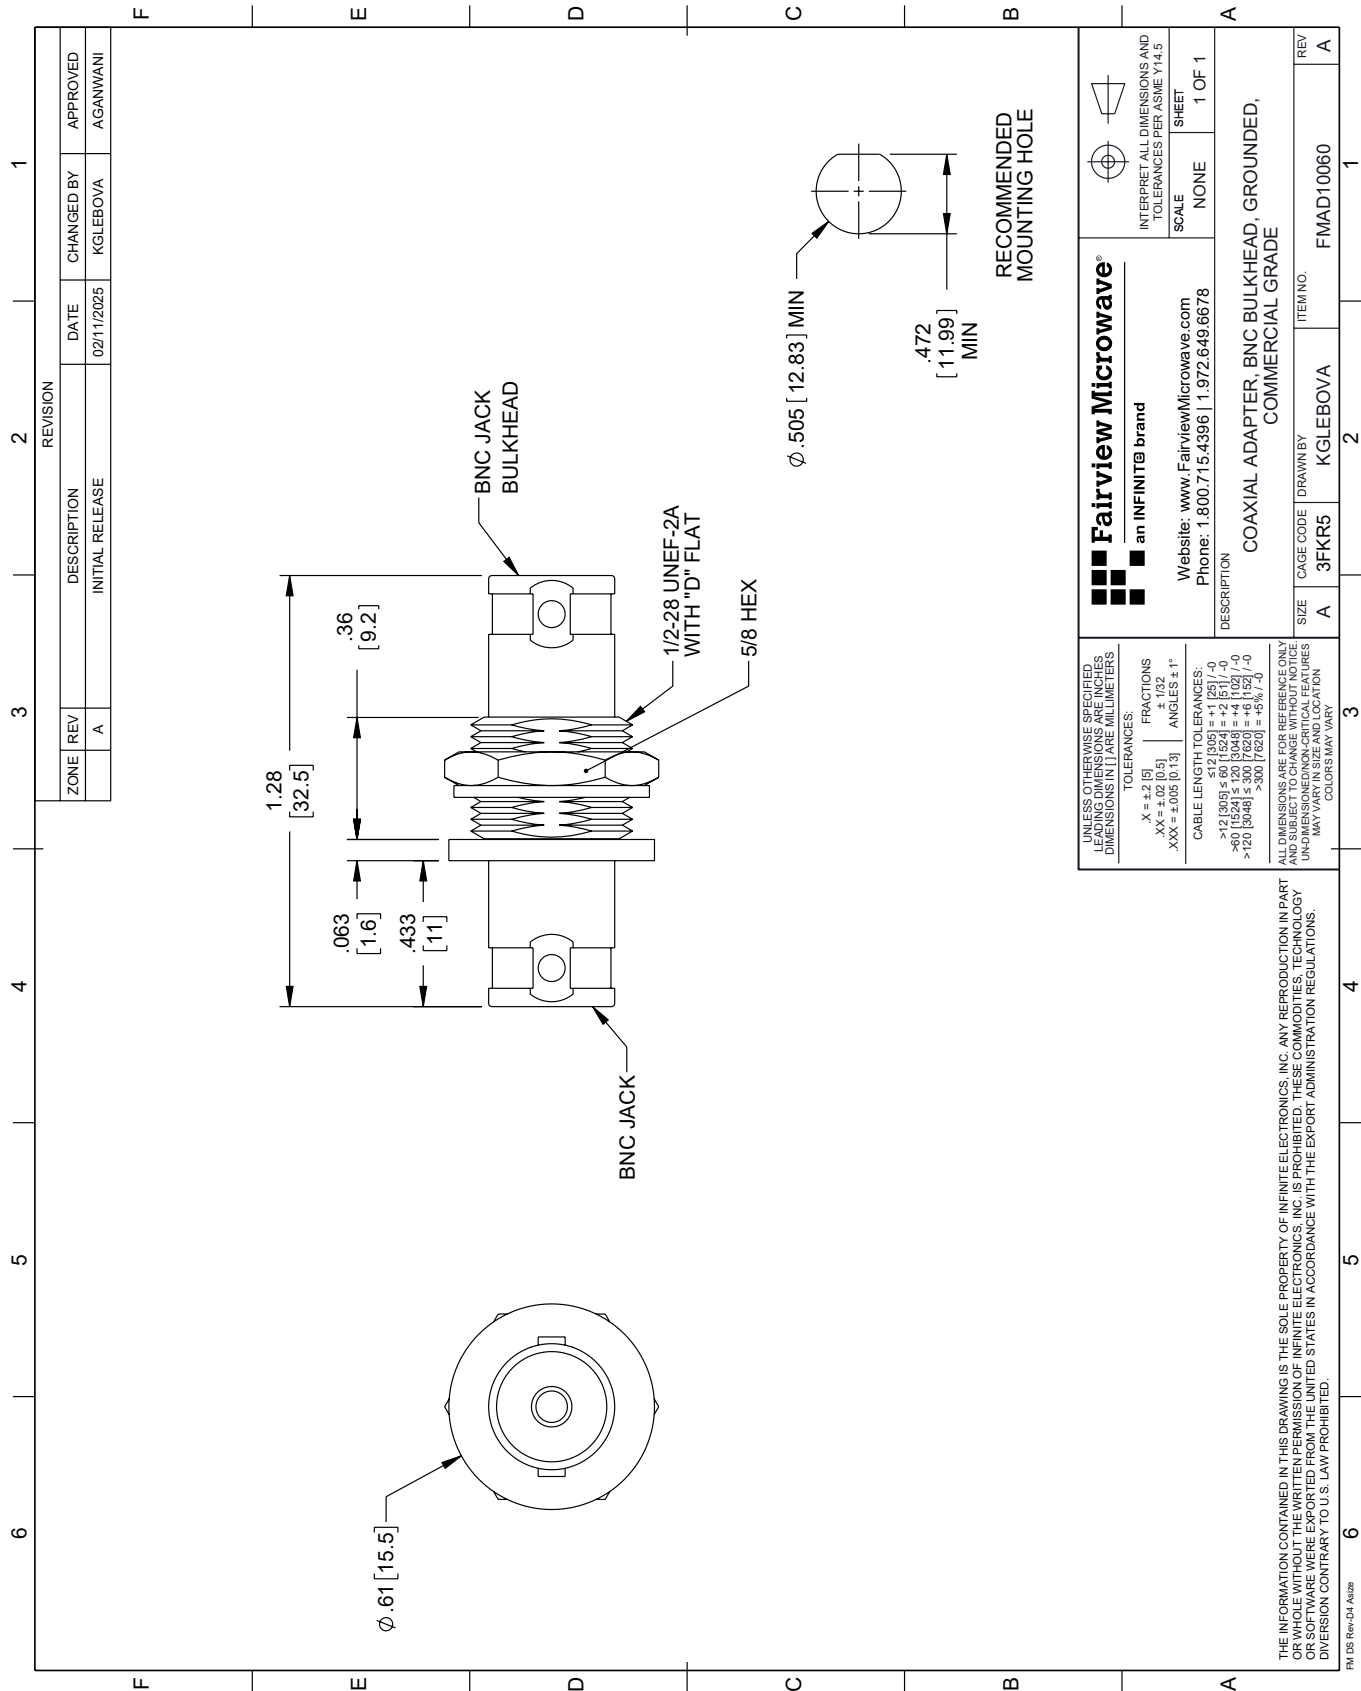 6
5
4
3
2
1
F
E
D
C
B
A
REVISION
ZONE REV DESCRIPTION DATE CHANGED BY APPROVED
A INITIAL RELEASE 02/11/2025 KGLEBOVA AGANWANI
1.28
[32.5]
.36
[9.2]
.063
[1.6]
.433
[11]
Ø.61 [15.5]
BNC JACK
BNC JACK
BULKHEAD
1/2-28 UNEF-2A
WITH "D" FLAT
5/8 HEX
Ø.505 [12.83] MIN
.472
[11.99]
MIN
RECOMMENDED
MOUNTING HOLE
UNLESS OTHERWISE SPECIFIED
LEADING DIMENSIONS ARE INCHES
DIMENSIONS IN [ ] ARE MILLIMETERS
TOLERANCES:
.X = ±.2 [5] FRACTIONS
.XX = ±.02 [0.5] ± 1/32
.XXX = ±.005 [0.13] ANGLES ± 1°
CABLE LENGTH TOLERANCES:
≤12 [305] = +1 [25] / -0
>12 [305] ≤ 60 [1524] = +2 [51] / -0
>60 [1524] ≤ 120 [3048] = +4 [102] / -0
>120 [3048] ≤ 300 [7620] = +6 [152] / -0
>300 [7620] = +5% / -0
ALL DIMENSIONS ARE FOR REFERENCE ONLY
AND SUBJECT TO CHANGE WITHOUT NOTICE.
UN-DIMENSIONED/NON-CRITICAL FEATURES
MAY VARY IN SIZE AND LOCATION
COLORS MAY VARY
Fairview Microwave®
an INFINIT® brand
Website: www.FairviewMicrowave.com
Phone: 1.800.715.4396 | 1.972.649.6678
INTERPRET ALL DIMENSIONS AND
TOLERANCES PER ASME Y14.5
SCALE SHEET
NONE 1 OF 1
DESCRIPTION
COAXIAL ADAPTER, BNC BULKHEAD, GROUNDED,
COMMERCIAL GRADE
SIZE CAGE CODE DRAWN BY ITEM NO. REV
A 3FKR5 KGLEBOVA FMAD10060 A
THE INFORMATION CONTAINED IN THIS DRAWING IS THE SOLE PROPERTY OF INFINITE ELECTRONICS, INC. ANY REPRODUCTION IN PART
OR WHOLE WITHOUT THE WRITTEN PERMISSION OF INFINITE ELECTRONICS, INC. IS PROHIBITED. THESE COMMODITIES, TECHNOLOGY
OR SOFTWARE WERE EXPORTED FROM THE UNITED STATES IN ACCORDANCE WITH THE EXPORT ADMINISTRATION REGULATIONS.
DIVERSION CONTRARY TO U.S. LAW PROHIBITED.
6
5
4
3
2
1
F
E
D
C
B
A
FM DS Rev-D4 Asize